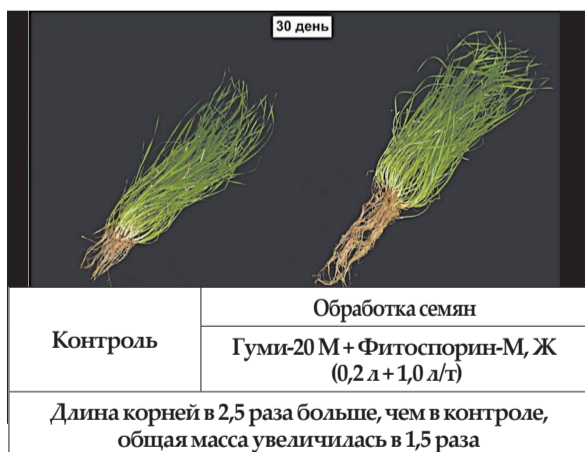 30 день
Контроль
Обработка семян
Гуми-20 М + Фитоспорин-М, Ж
(0,2 л + 1,0 л/т)
Длина корней в 2,5 раза больше, чем в контроле,
общая масса увеличилась в 1,5 раза